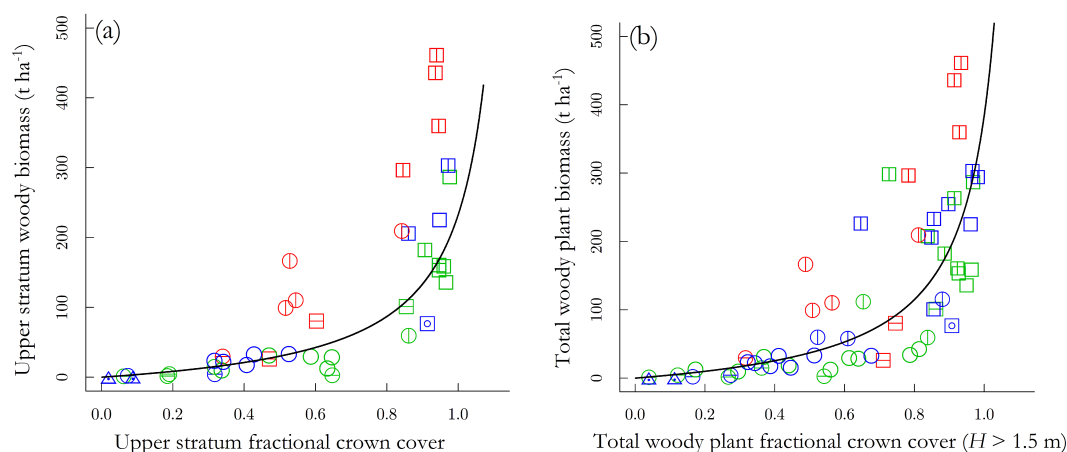 (a)
Upper stratum woody biomass (t ha-1)
500
400
300
200
100
0
0.0 0.2 0.4 0.6 0.8 1.0
Upper stratum fractional crown cover
(b)
Total woody plant biomass (t ha-1)
500
400
300
200
100
0
0.0 0.2 0.4 0.6 0.8 1.0
Total woody plant fractional crown cover (H > 1.5 m)